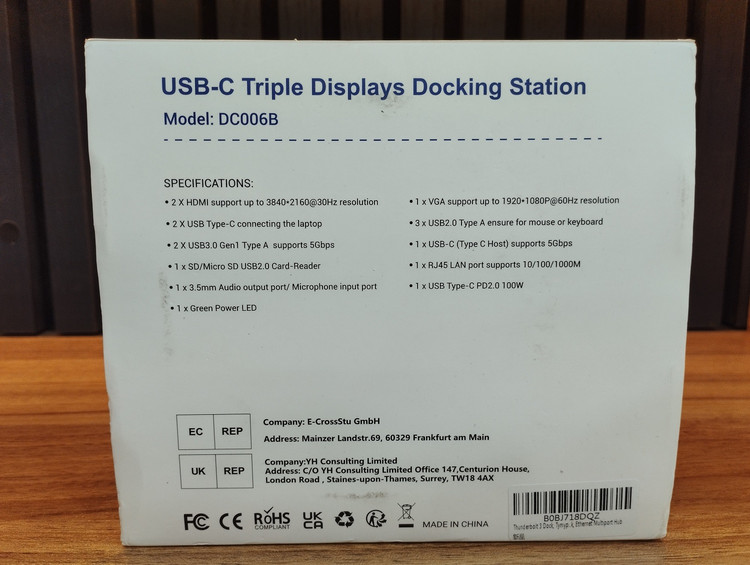 USB-C Triple Displays Docking Station
Model: DC006B
SPECIFICATIONS:
• 2 X HDMI support up to 3840*2160@30Hz resolution
• 2 X USB Type-C connecting the laptop
• 2 X USB3.0 Gen1 Type A supports 5Gbps
• 1 x SD/Micro SD USB2.0 Card-Reader
• 1 x 3.5mm Audio output port/ Microphone input port
• 1 x Green Power LED
• 1 x VGA support up to 1920*1080P@60Hz resolution
• 3 x USB2.0 Type A ensure for mouse or keyboard
• 1 x USB-C (Type C Host) supports 5Gbps
• 1 x RJ45 LAN port supports 10/100/1000M
• 1 x USB Type-C PD2.0 100W
EC REP
Company: E-CrossStu GmbH
Address: Mainzer Landstr.69, 60329 Frankfurt am Main
UK REP
Company:YH Consulting Limited
Address: C/O YH Consulting Limited Office 147,Centurion House,
London Road , Staines-upon-Thames, Surrey, TW18 4AX
FC CE RoHS COMPLIANT UK CA MADE IN CHINA
B0BJ718DQZ
Thunderbolt 3 Dock, Ethernet Multiport Hub